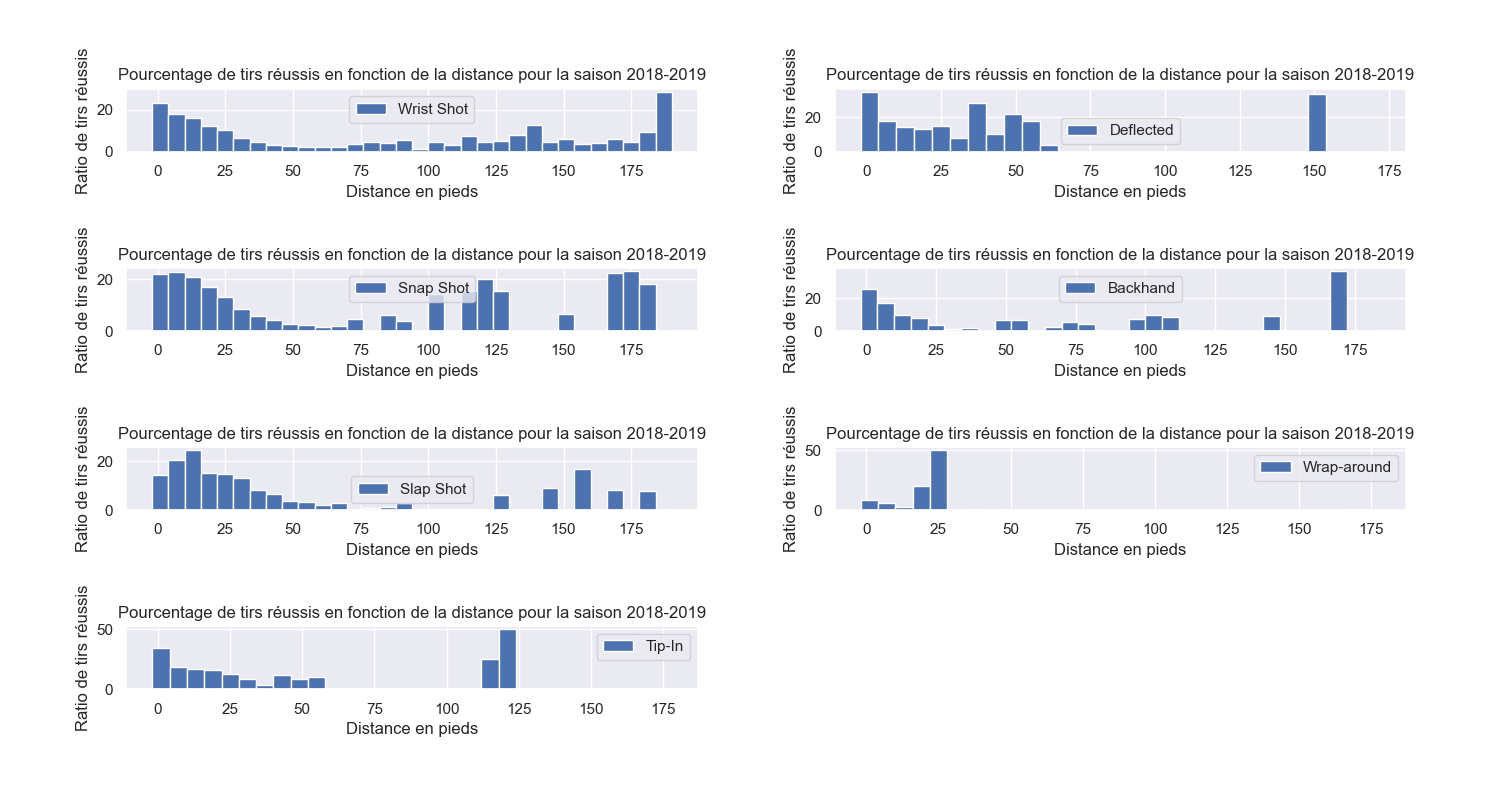 Pourcentage de tirs réussis en fonction de la distance pour la saison 2018-2019
Ratio de tirs réussis
20
0
Wrist Shot
0 25 50 75 100 125 150 175
Distance en pieds
Pourcentage de tirs réussis en fonction de la distance pour la saison 2018-2019
Ratio de tirs réussis
20
0
Deflected
0 25 50 75 100 125 150 175
Distance en pieds
Pourcentage de tirs réussis en fonction de la distance pour la saison 2018-2019
Ratio de tirs réussis
20
0
Snap Shot
0 25 50 75 100 125 150 175
Distance en pieds
Pourcentage de tirs réussis en fonction de la distance pour la saison 2018-2019
Ratio de tirs réussis
20
0
Backhand
0 25 50 75 100 125 150 175
Distance en pieds
Pourcentage de tirs réussis en fonction de la distance pour la saison 2018-2019
Ratio de tirs réussis
20
0
Slap Shot
0 25 50 75 100 125 150 175
Distance en pieds
Pourcentage de tirs réussis en fonction de la distance pour la saison 2018-2019
Ratio de tirs réussis
50
0
Wrap-around
0 25 50 75 100 125 150 175
Distance en pieds
Pourcentage de tirs réussis en fonction de la distance pour la saison 2018-2019
Ratio de tirs réussis
50
0
Tip-In
0 25 50 75 100 125 150 175
Distance en pieds